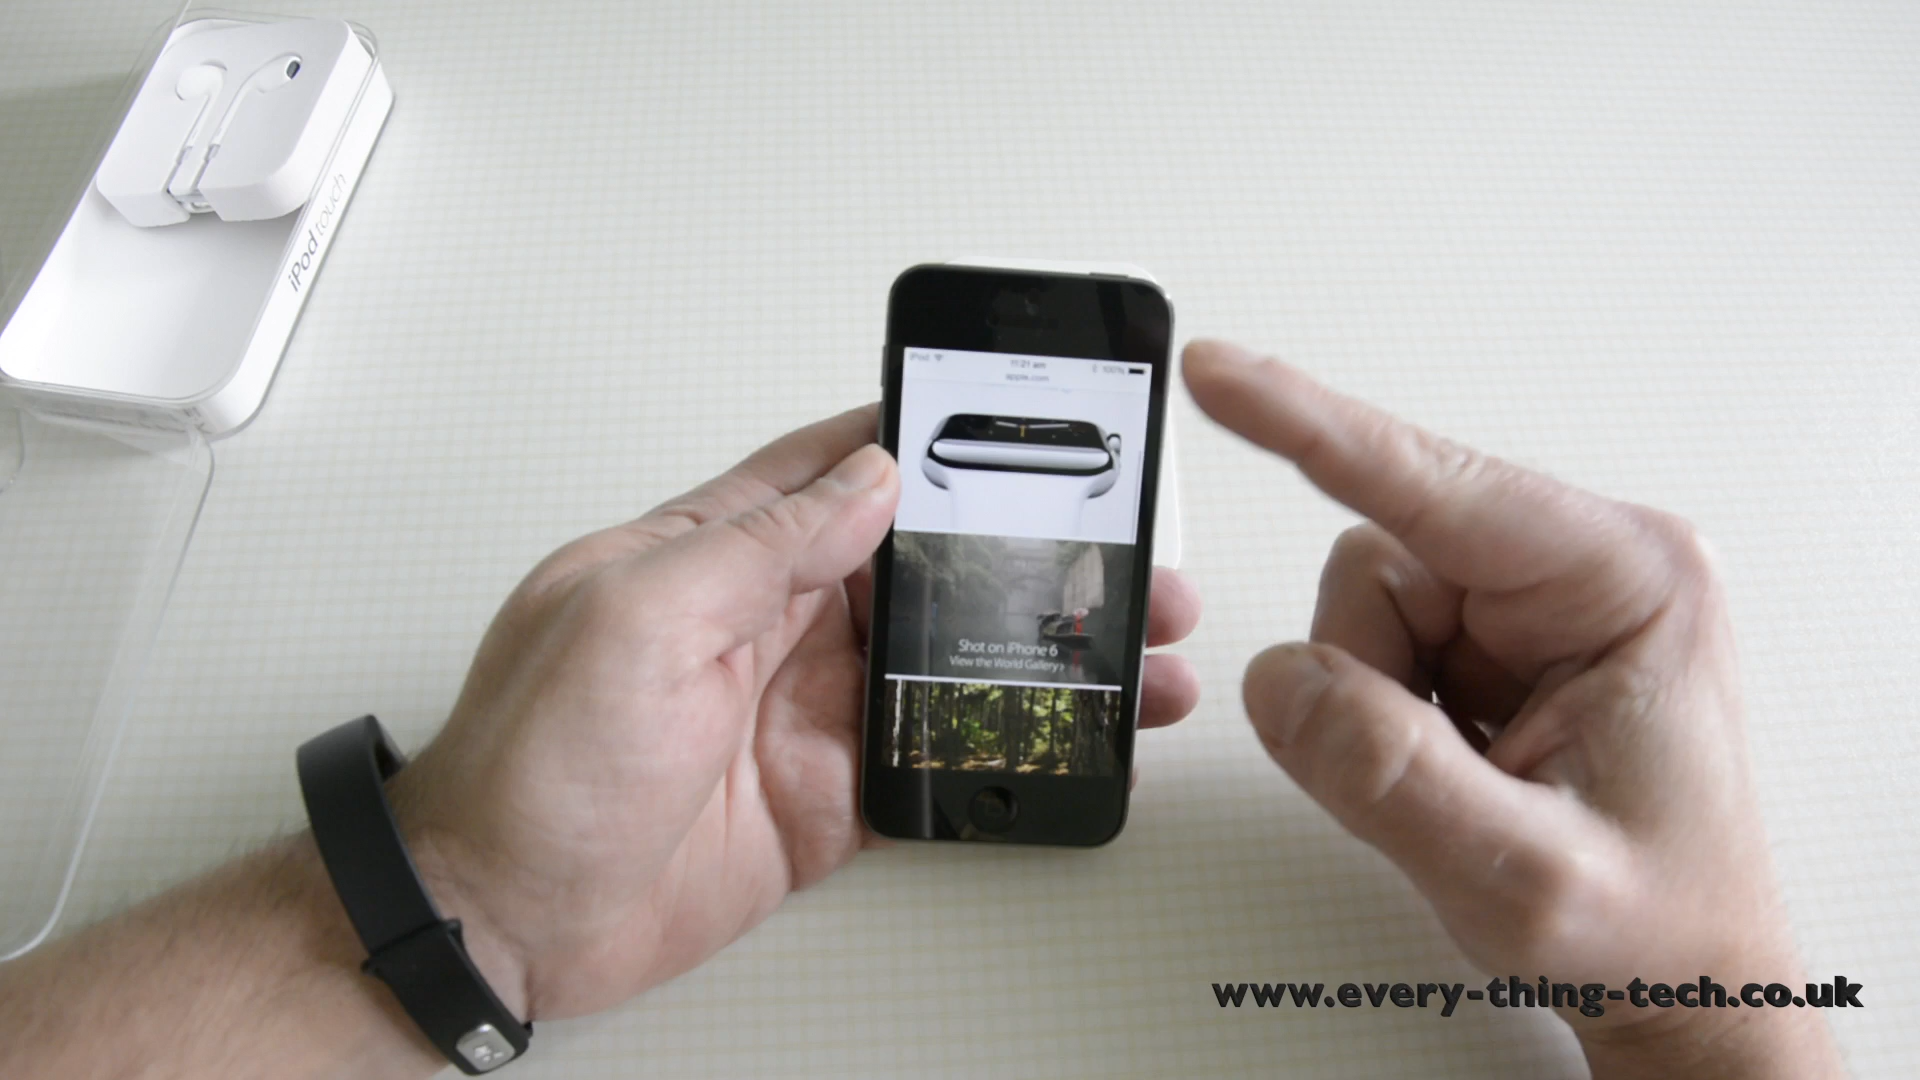 iPod touch
iPod
11:21 am
100%
apple.com
Shot on iPhone 6
View the World Gallery›
www.every-thing-tech.co.uk